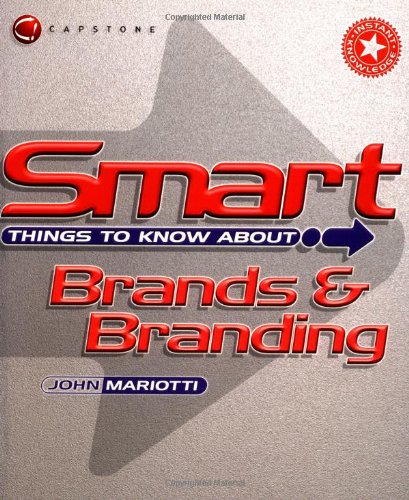 CAPSTONE
INSTANT KNOWLEDGE
Smart
THINGS TO KNOW ABOUT
Brands &
Branding
JOHN MARIOTTI
Copyrighted Material
Copyrighted Material